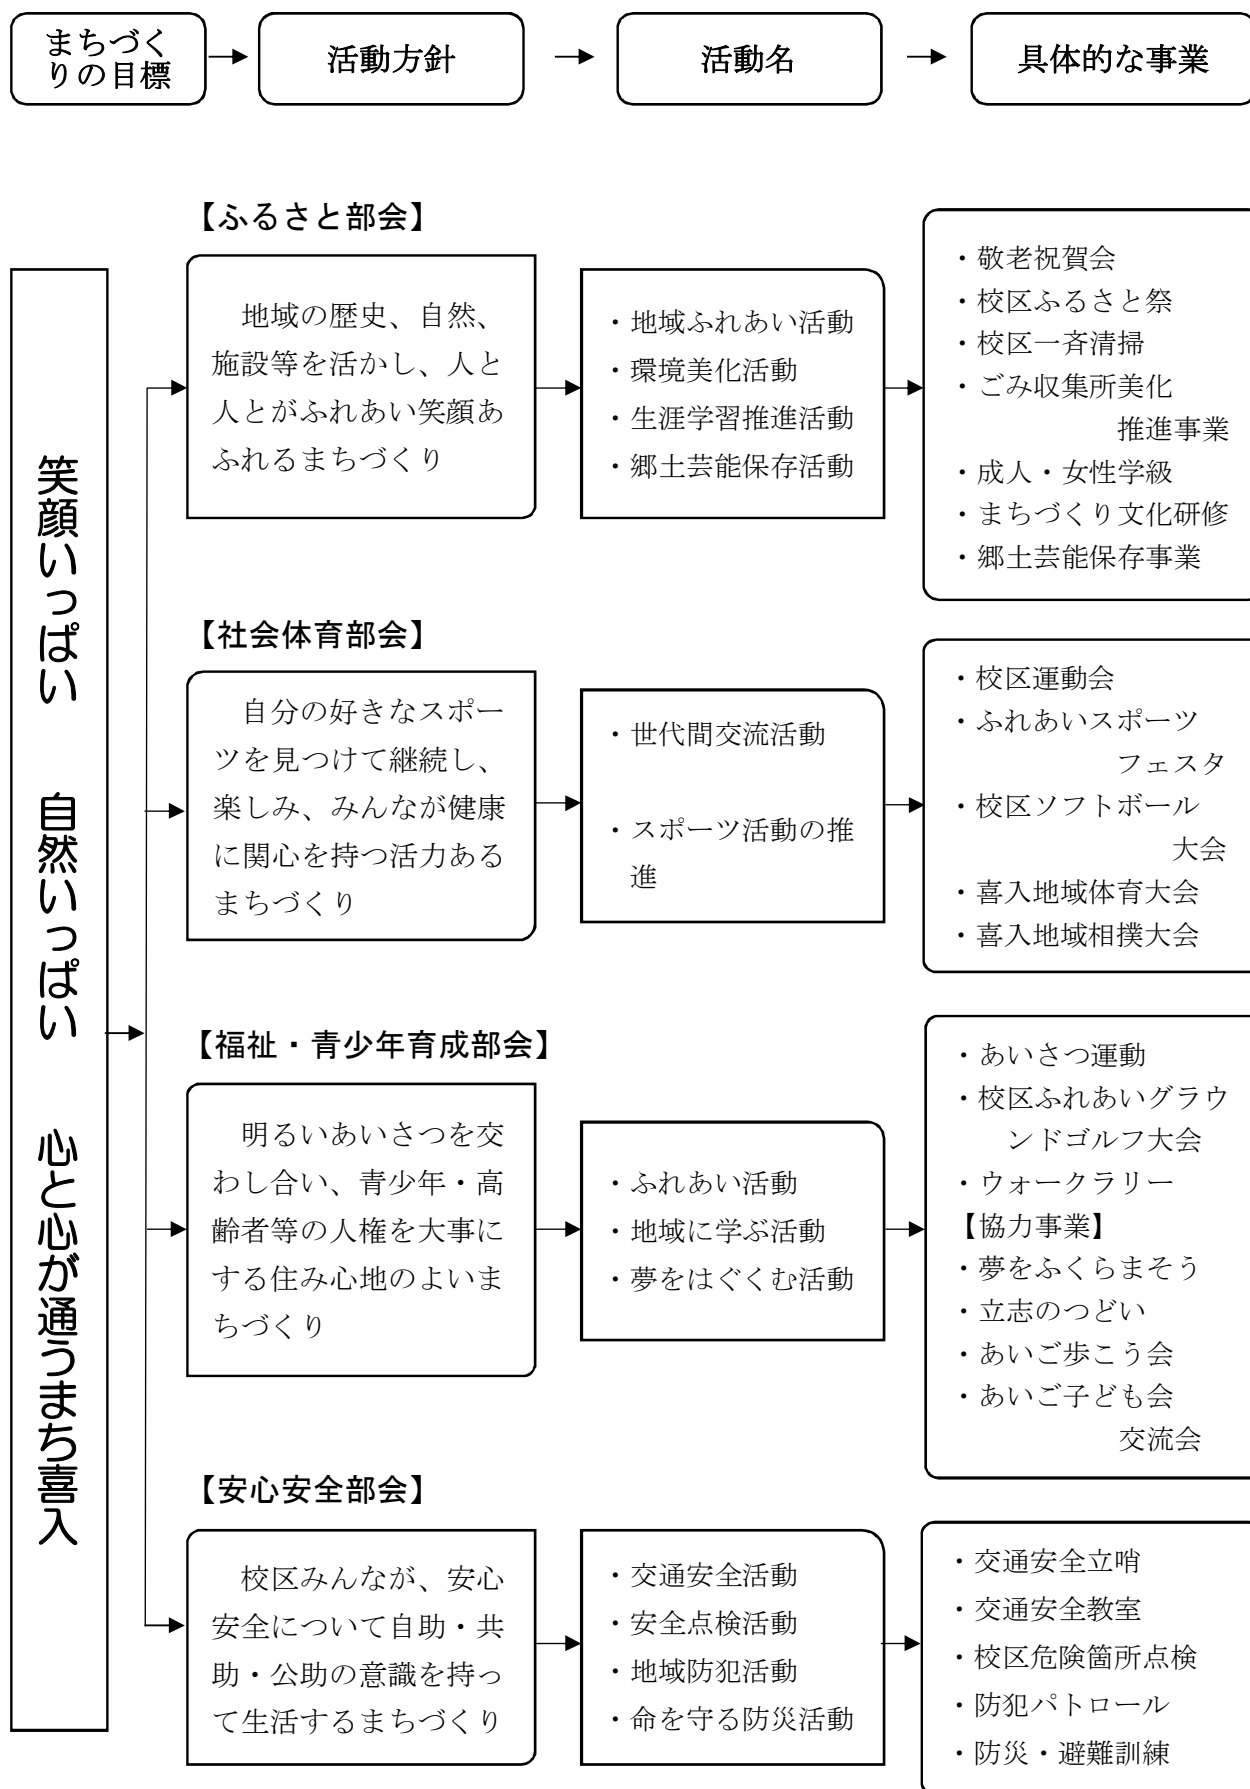 まちづく
りの目標
活動方針
活動名
具体的な事業
笑顔いっぱい　自然いっぱい　心と心が通うまち喜入
【ふるさと部会】
地域の歴史、自然、
施設等を活かし、人と
人とがふれあい笑顔あ
ふれるまちづくり
・地域ふれあい活動
・環境美化活動
・生涯学習推進活動
・郷土芸能保存活動
・敬老祝賀会
・校区ふるさと祭
・校区一斉清掃
・ごみ収集所美化
推進事業
・成人・女性学級
・まちづくり文化研修
・郷土芸能保存事業
【社会体育部会】
自分の好きなスポー
ツを見つけて継続し、
楽しみ、みんなが健康
に関心を持つ活力ある
まちづくり
・世代間交流活動
・スポーツ活動の推
進
・校区運動会
・ふれあいスポーツ
フェスタ
・校区ソフトボール
大会
・喜入地域体育大会
・喜入地域相撲大会
【福祉・青少年育成部会】
明るいあいさつを交
わし合い、青少年・高
齢者等の人権を大事に
する住み心地のよいま
ちづくり
・ふれあい活動
・地域に学ぶ活動
・夢をはぐくむ活動
・あいさつ運動
・校区ふれあいグラウ
ンドゴルフ大会
・ウォークラリー
【協力事業】
・夢をふくらまそう
・立志のつどい
・あいご歩こう会
・あいご子ども会
交流会
【安心安全部会】
校区みんなが、安心
安全について自助・共
助・公助の意識を持っ
て生活するまちづくり
・交通安全活動
・安全点検活動
・地域防犯活動
・命を守る防災活動
・交通安全立哨
・交通安全教室
・校区危険箇所点検
・防犯パトロール
・防災・避難訓練